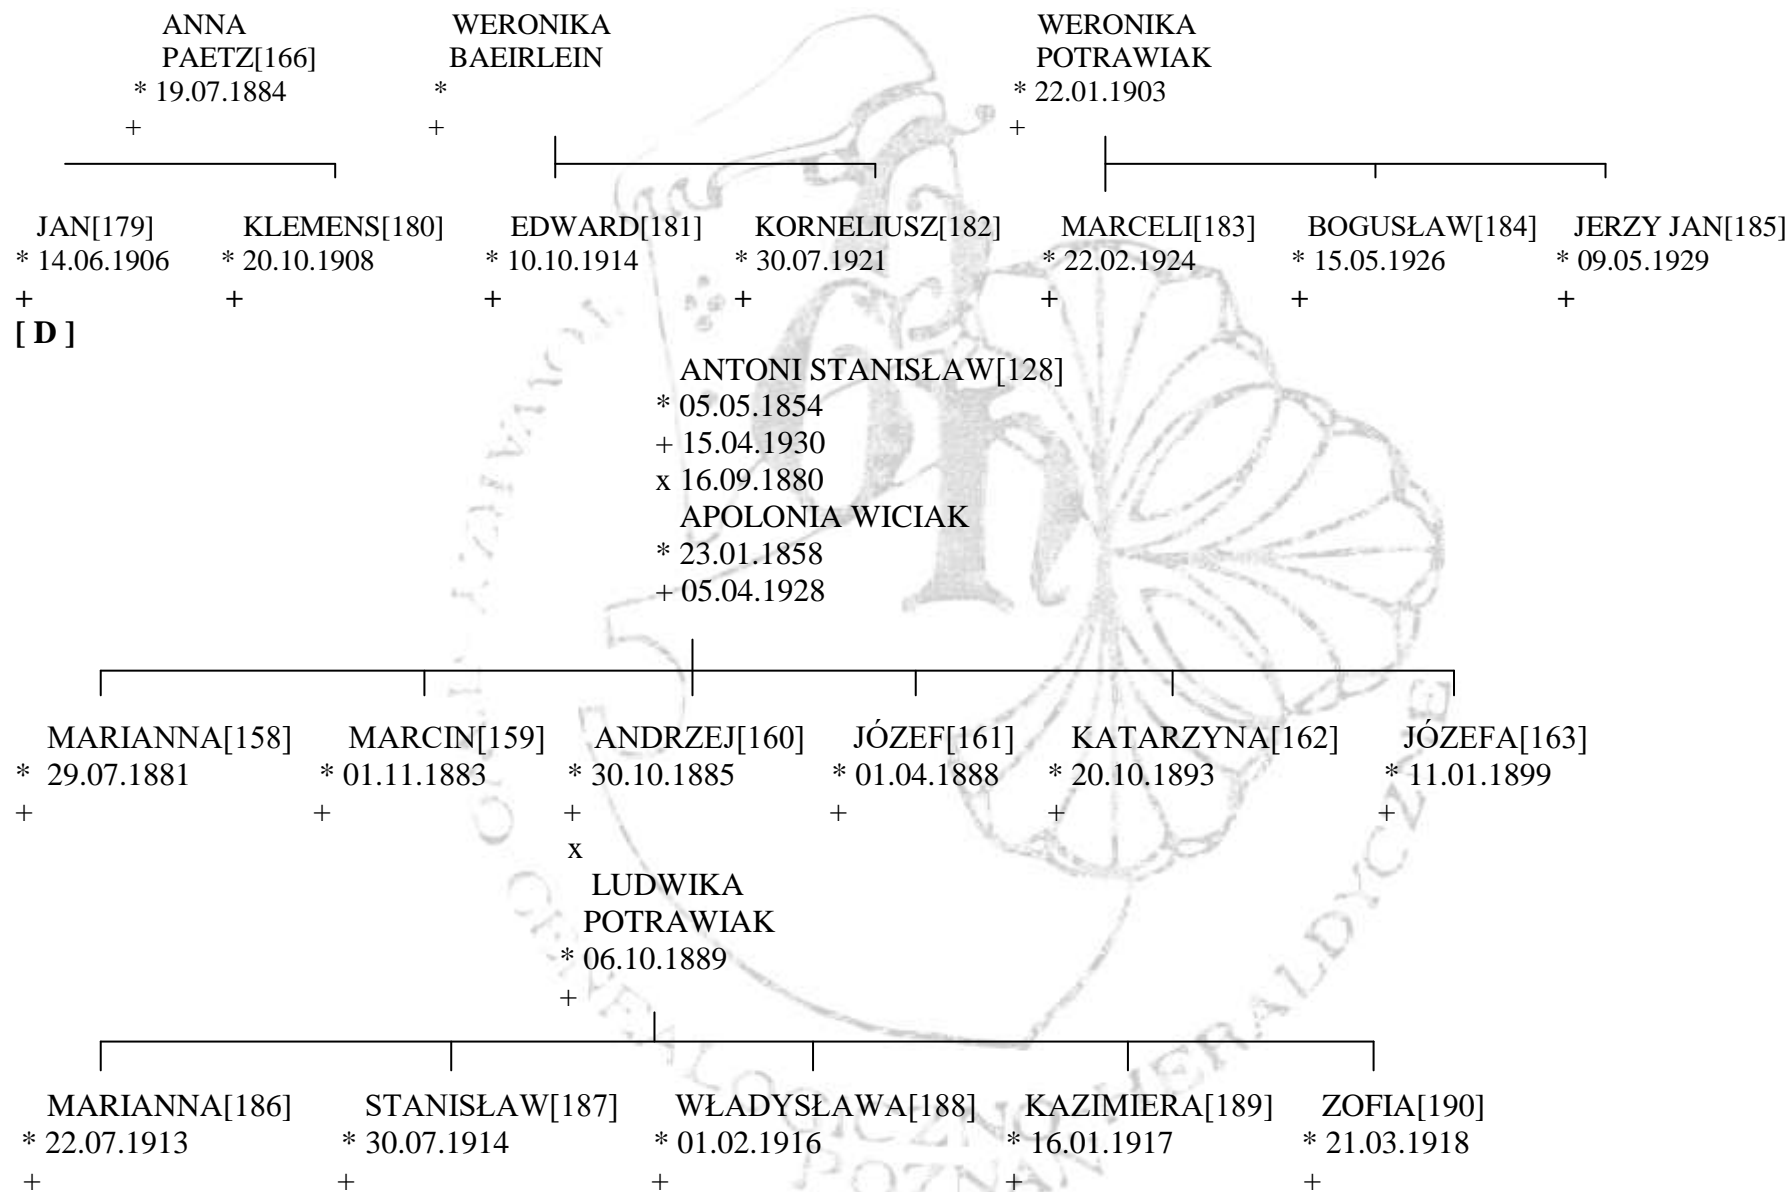 ANNA WERONIKA WERONIKA
PAETZ[166] BAEIRLEIN POTRAWIAK
* 19.07.1884 * * 22.01.1903
+ + +
JAN[179] KLEMENS[180] EDWARD[181] KORNELIUSZ[182] MARCELI[183] BOGUSŁAW[184] JERZY JAN[185]
* 14.06.1906 * 20.10.1908 * 10.10.1914 * 30.07.1921 * 22.02.1924 * 15.05.1926 * 09.05.1929
+ + + + + + +
[ D ]
ANTONI STANISŁAW[128]
* 05.05.1854
+ 15.04.1930
x 16.09.1880
APOLONIA WICIAK
* 23.01.1858
+ 05.04.1928
MARIANNA[158] MARCIN[159] ANDRZEJ[160] JÓZEF[161] KATARZYNA[162] JÓZEFA[163]
* 29.07.1881 * 01.11.1883 * 30.10.1885 * 01.04.1888 * 20.10.1893 * 11.01.1899
+ + + + + +
x
LUDWIKA
POTRAWIAK
* 06.10.1889
+
MARIANNA[186] STANISŁAW[187] WŁADYSŁAWA[188] KAZIMIERA[189] ZOFIA[190]
* 22.07.1913 * 30.07.1914 * 01.02.1916 * 16.01.1917 * 21.03.1918
+ + + + +
POZNAŃ